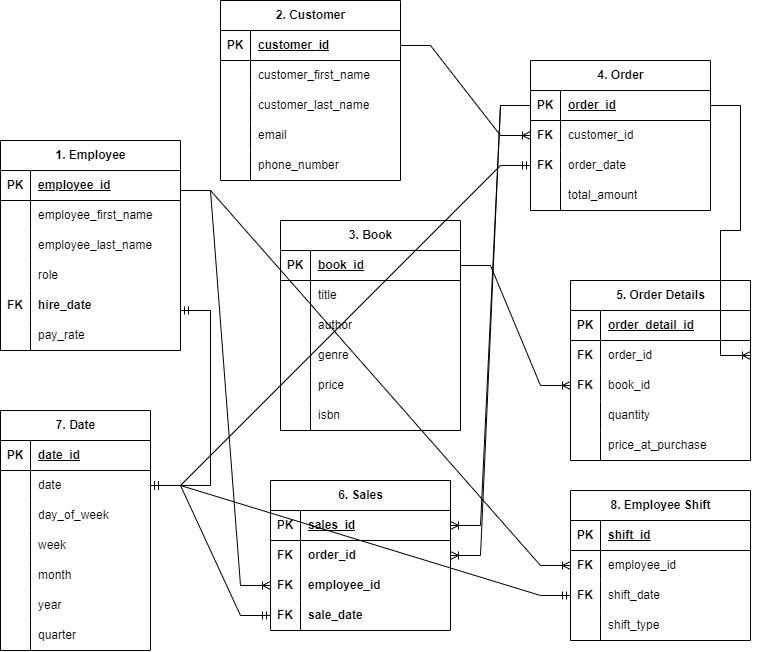 2. Customer
PK customer_id
customer_first_name
customer_last_name
email
phone_number
4. Order
PK order_id
FK customer_id
FK order_date
total_amount
1. Employee
PK employee_id
employee_first_name
employee_last_name
role
FK hire_date
pay_rate
3. Book
PK book_id
title
author
genre
price
isbn
5. Order Details
PK order_detail_id
FK order_id
FK book_id
quantity
price_at_purchase
7. Date
PK date_id
date
day_of_week
week
month
year
quarter
6. Sales
PK sales_id
FK order_id
FK employee_id
FK sale_date
8. Employee Shift
PK shift_id
FK employee_id
FK shift_date
shift_type